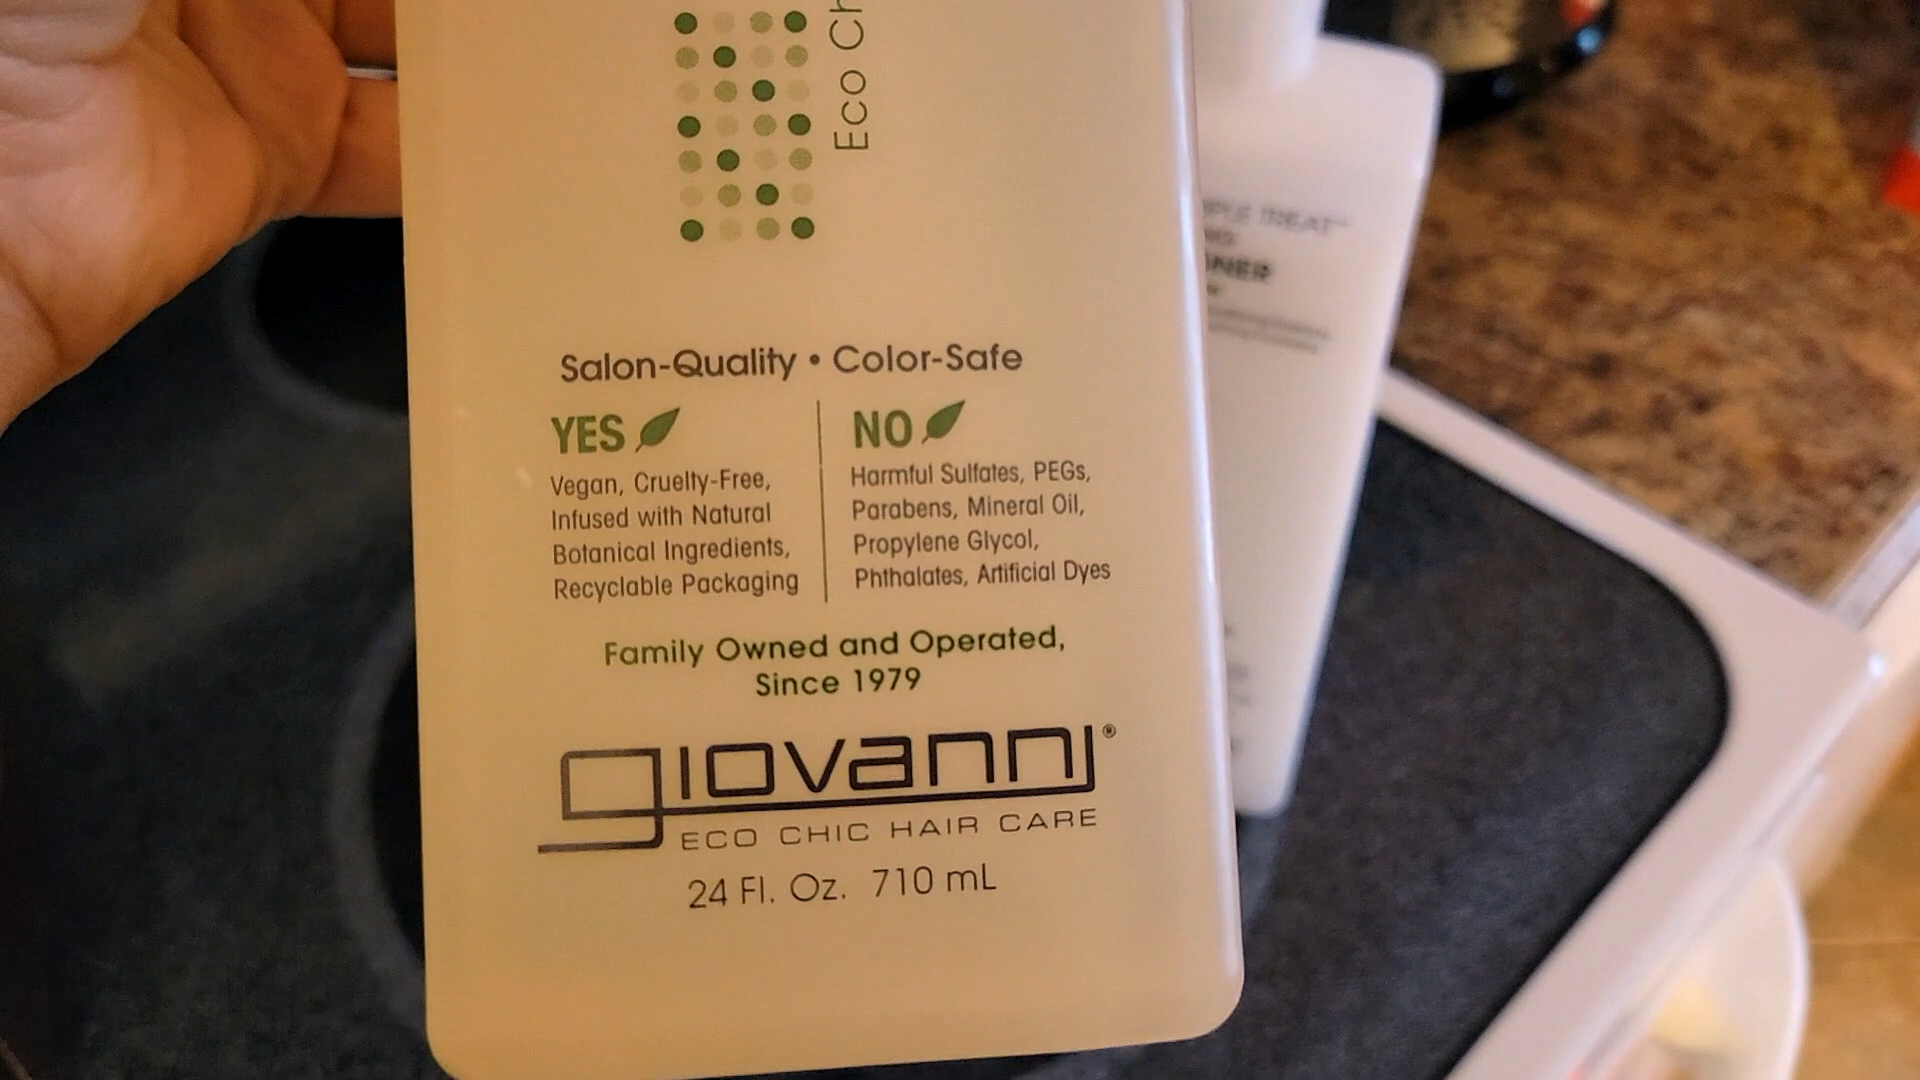 Eco Ch
Salon-Quality • Color-Safe
YES
Vegan, Cruelty-Free,
Infused with Natural
Botanical Ingredients,
Recyclable Packaging
NO
Harmful Sulfates, PEGs,
Parabens, Mineral Oil,
Propylene Glycol,
Phthalates, Artificial Dyes
Family Owned and Operated,
Since 1979
giovanni®
ECO CHIC HAIR CARE
24 Fl. Oz. 710 mL
TREAT™